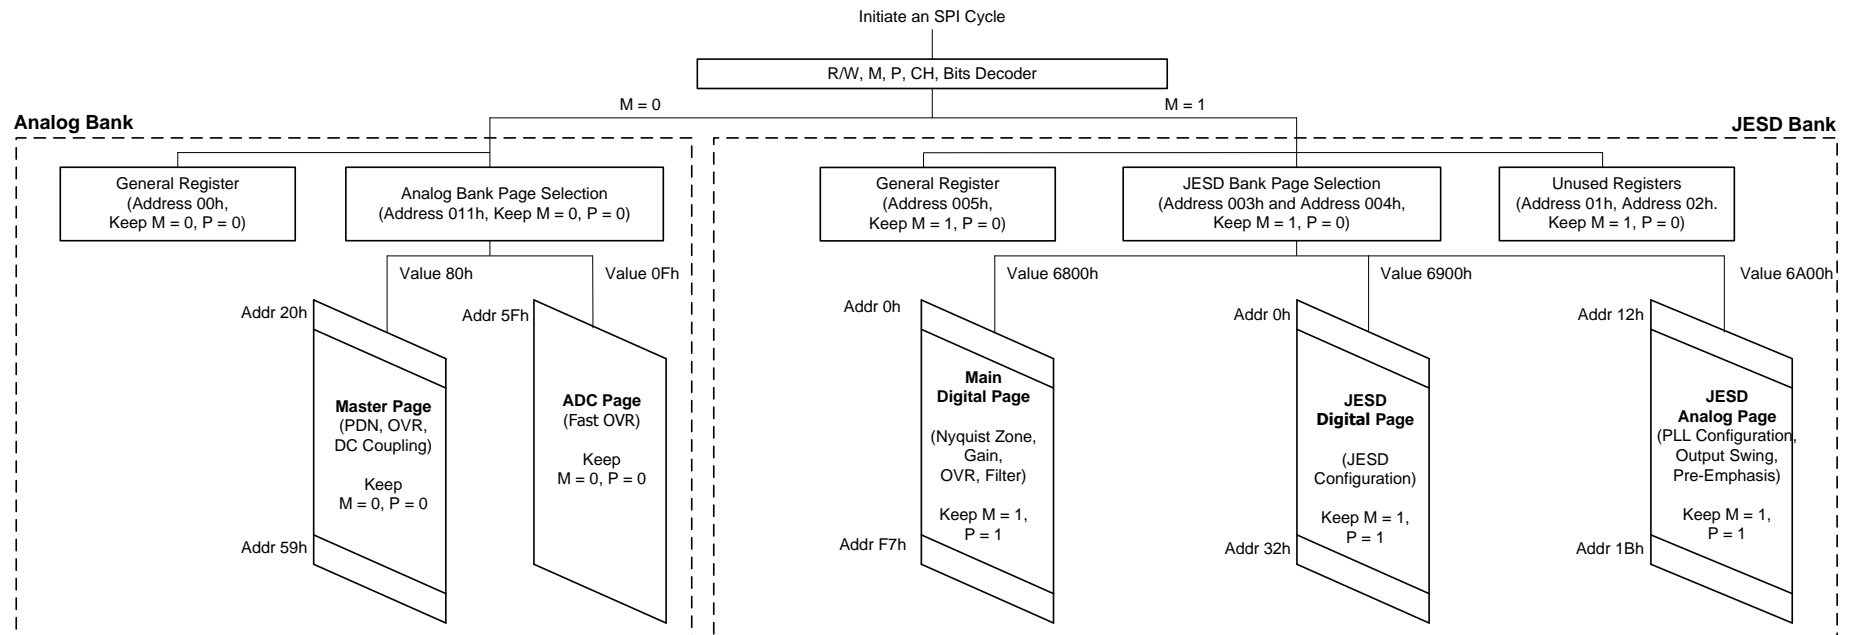 Initiate an SPI Cycle
R/W, M, P, CH, Bits Decoder
M = 0
M = 1
Analog Bank
JESD Bank
General Register
(Address 00h,
Keep M = 0, P = 0)
Analog Bank Page Selection
(Address 011h, Keep M = 0, P = 0)
General Register
(Address 005h,
Keep M = 1, P = 0)
JESD Bank Page Selection
(Address 003h and Address 004h,
Keep M = 1, P = 0)
Unused Registers
(Address 01h, Address 02h.
Keep M = 1, P = 0)
Value 80h
Value 0Fh
Value 6800h
Value 6900h
Value 6A00h
Addr 20h
Master Page
(PDN, OVR,
DC Coupling)
Keep
M = 0, P = 0
Addr 59h
Addr 5Fh
ADC Page
(Fast OVR)
Keep
M = 0, P = 0
Addr 0h
Main
Digital Page
(Nyquist Zone,
Gain,
OVR, Filter)
Keep M = 1,
P = 1
Addr F7h
Addr 0h
JESD
Digital Page
(JESD
Configuration)
Keep M = 1,
P = 1
Addr 32h
Addr 12h
JESD
Analog Page
(PLL Configuration,
Output Swing,
Pre-Emphasis)
Keep M = 1,
P = 1
Addr 1Bh